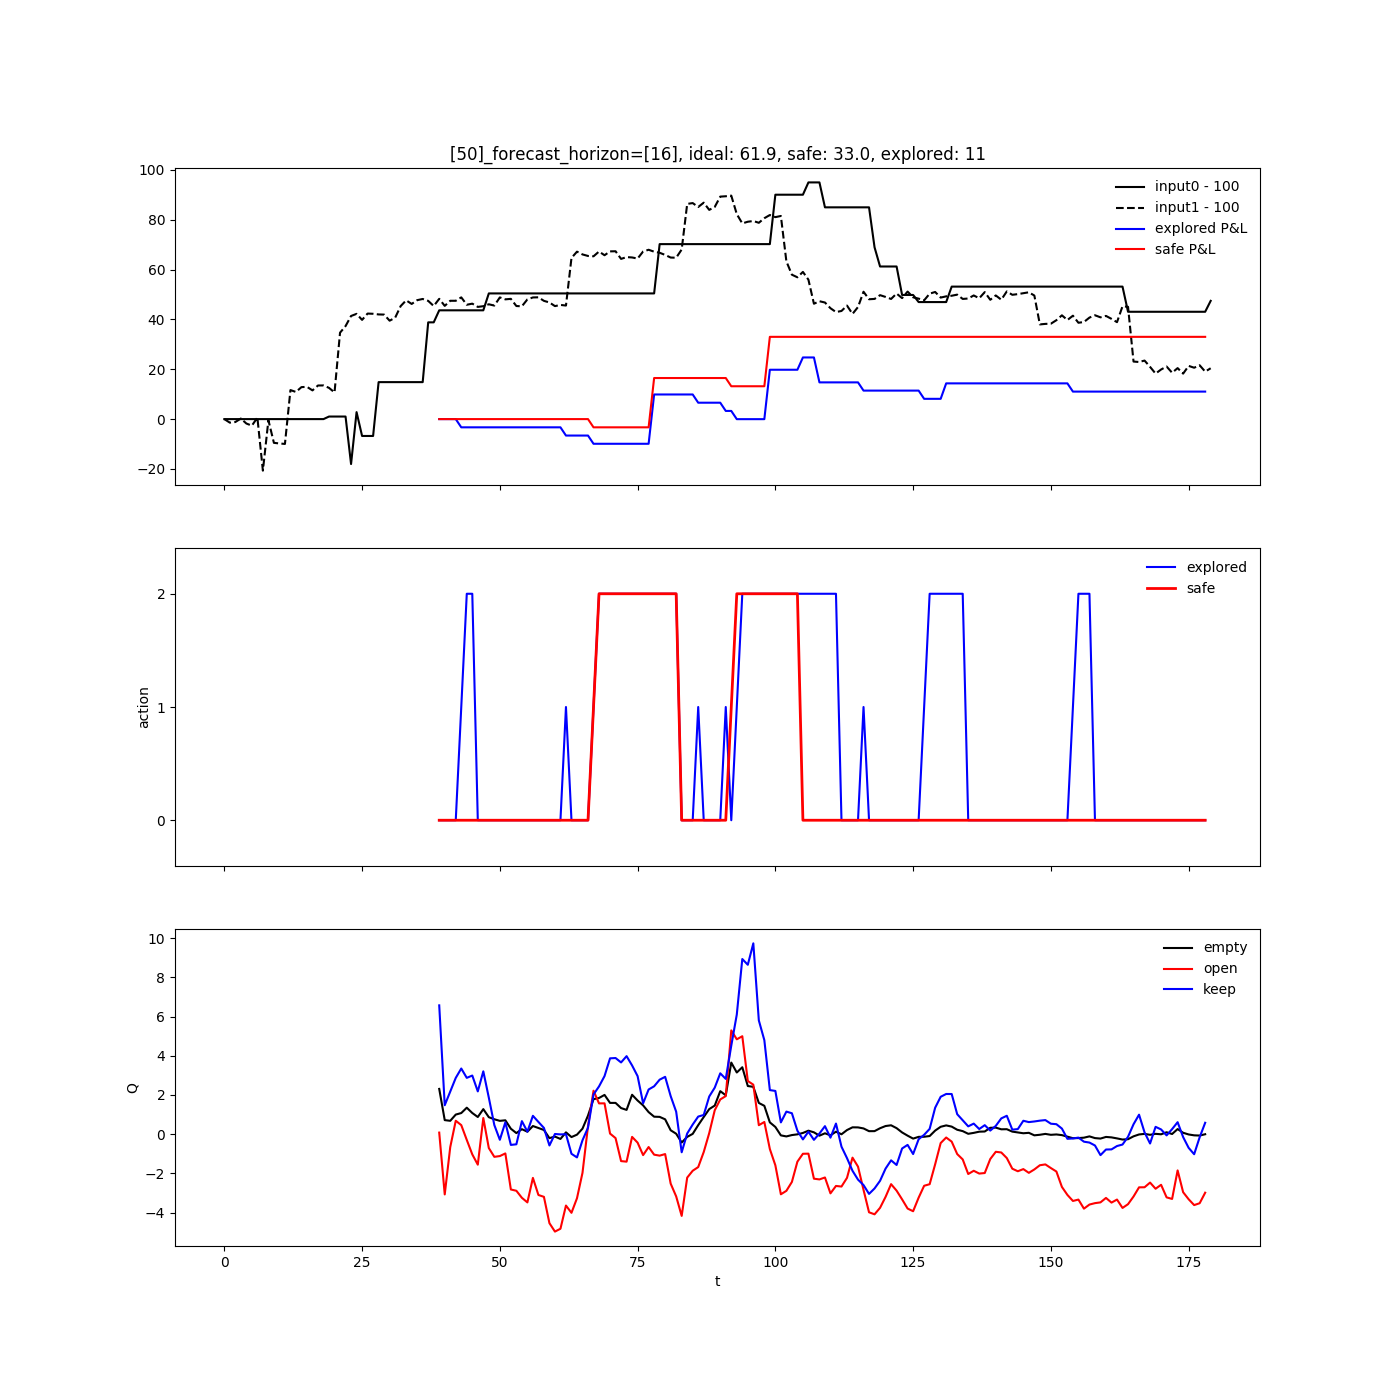 [50]_forecast_horizon=[16], ideal: 61.9, safe: 33.0, explored: 11
100
80
60
40
20
0
−20
input0 - 100
input1 - 100
explored P&L
safe P&L
2
1
0
action
explored
safe
10
8
6
4
2
0
−2
−4
Q
empty
open
keep
0 25 50 75 100 125 150 175
t